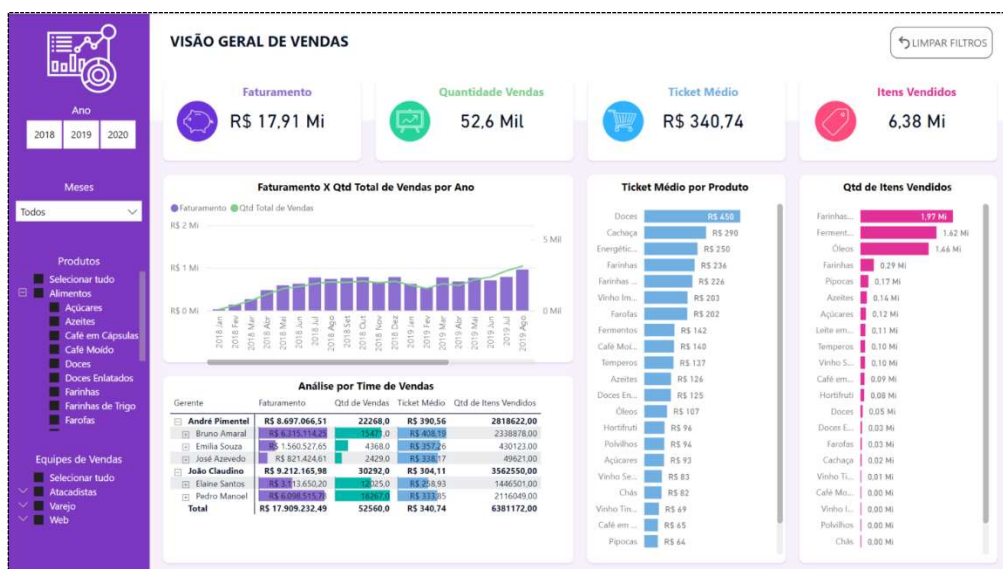 VISÃO GERAL DE VENDAS
LIMPAR FILTROS
Ano
2018 2019 2020
Meses
Todos
Produtos
Selecionar tudo
Alimentos
Açúcares
Azeites
Café em Cápsulas
Café Moído
Doces
Doces Enlatados
Farinhas
Farinhas de Trigo
Farofas
Equipes de Vendas
Selecionar tudo
Atacadistas
Varejo
Web
Faturamento
R$ 17,91 Mi
Quantidade Vendas
52,6 Mil
Ticket Médio
R$ 340,74
Itens Vendidos
6,38 Mi
Faturamento X Qtd Total de Vendas por Ano
Faturamento Qtd Total de Vendas
R$ 2 Mi
R$ 1 Mi
R$ 0 Mi
5 Mil
0 Mil
2018 Jan
2018 Fev
2018 Mar
2018 Abr
2018 Mai
2018 Jun
2018 Jul
2018 Ago
2018 Set
2018 Out
2018 Nov
2018 Dez
2019 Jan
2019 Fev
2019 Mar
2019 Abr
2019 Mai
2019 Jun
2019 Jul
2019 Ago
Análise por Time de Vendas
Gerente Faturamento Qtd de Vendas Ticket Médio Qtd de Itens Vendidos
André Pimentel R$ 8.697.066,51 22268,0 R$ 390,56 2818622,00
Bruno Amaral R$ 6.315.114,25 15471,0 R$ 408,19 2338878,00
Emilia Souza R$ 1.560.527,65 4368,0 R$ 357,26 430123,00
José Azevedo R$ 821.424,61 2429,0 R$ 338,17 49621,00
João Claudino R$ 9.212.165,98 30292,0 R$ 304,11 3562550,00
Elaine Santos R$ 3.113.650,20 12025,0 R$ 258,93 1446501,00
Pedro Manoel R$ 6.098.515,78 18267,0 R$ 333,85 2116049,00
Total R$ 17.909.232,49 52560,0 R$ 340,74 6381172,00
Ticket Médio por Produto
Doces R$ 450
Cachaça R$ 290
Energétic... R$ 250
Farinhas R$ 236
Farinhas ... R$ 226
Vinho Im... R$ 203
Farofas R$ 202
Fermentos R$ 142
Café Moí... R$ 140
Temperos R$ 137
Azeites R$ 126
Doces En... R$ 125
Óleos R$ 107
Hortifruti R$ 96
Polvilhos R$ 94
Açúcares R$ 93
Vinho Se... R$ 83
Chás R$ 82
Vinho Tin... R$ 69
Café em ... R$ 65
Pipocas R$ 64
Qtd de Itens Vendidos
Farinhas... 1,97 Mi
Ferment... 1,62 Mi
Óleos 1,46 Mi
Farinhas 0,29 Mi
Pipocas 0,17 Mi
Azeites 0,14 Mi
Açúcares 0,12 Mi
Leite em... 0,11 Mi
Temperos 0,10 Mi
Vinho S... 0,10 Mi
Café em... 0,09 Mi
Hortifruti 0,08 Mi
Doces 0,05 Mi
Doces E... 0,03 Mi
Farofas 0,03 Mi
Cachaça 0,02 Mi
Vinho Ti... 0,01 Mi
Café Mo... 0,00 Mi
Vinho I... 0,00 Mi
Polvilhos 0,00 Mi
Chás 0,00 Mi